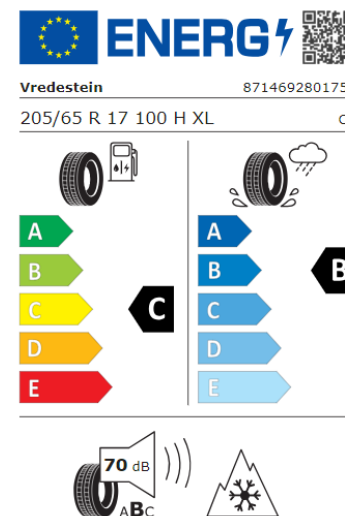 ENERG
Vredestein 871469280175
205/65 R 17 100 H XL C
A A
B B B
C C C
D D
E E
70 dB
ABC